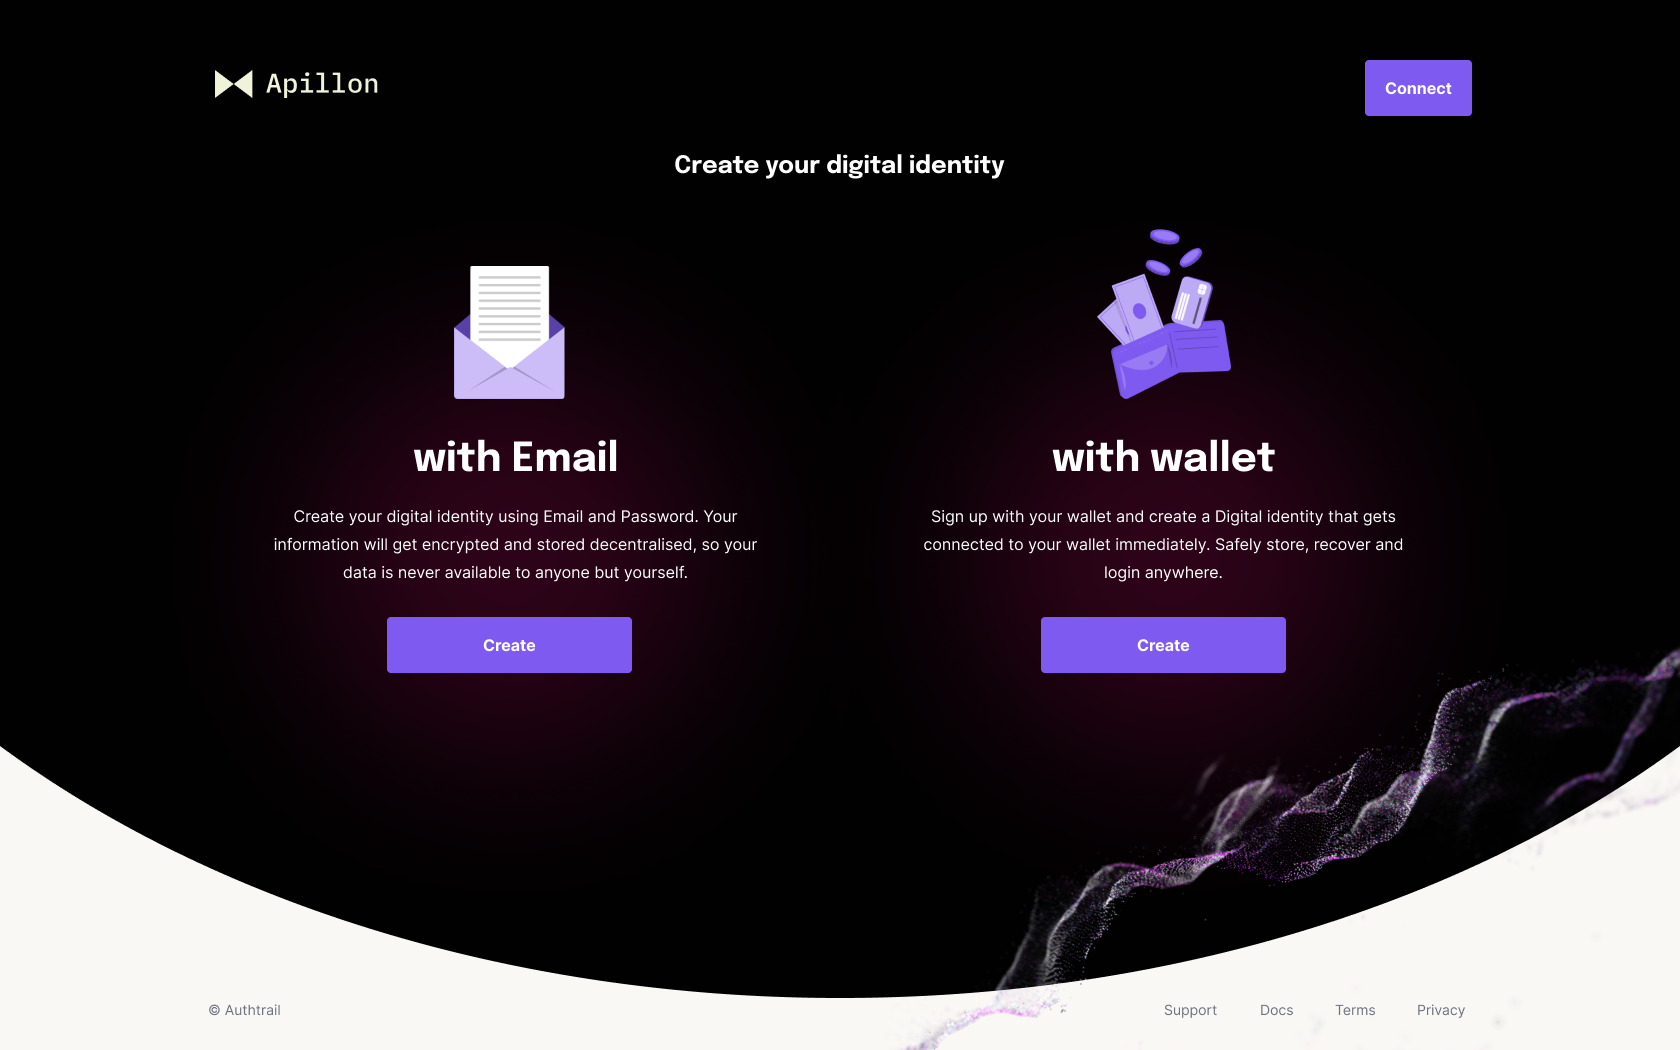 Apillon
Connect
Create your digital identity
with Email
Create your digital identity using Email and Password. Your
information will get encrypted and stored decentralised, so your
data is never available to anyone but yourself.
Create
with wallet
Sign up with your wallet and create a Digital identity that gets
connected to your wallet immediately. Safely store, recover and
login anywhere.
Create
© Authtrail
Support
Docs
Terms
Privacy